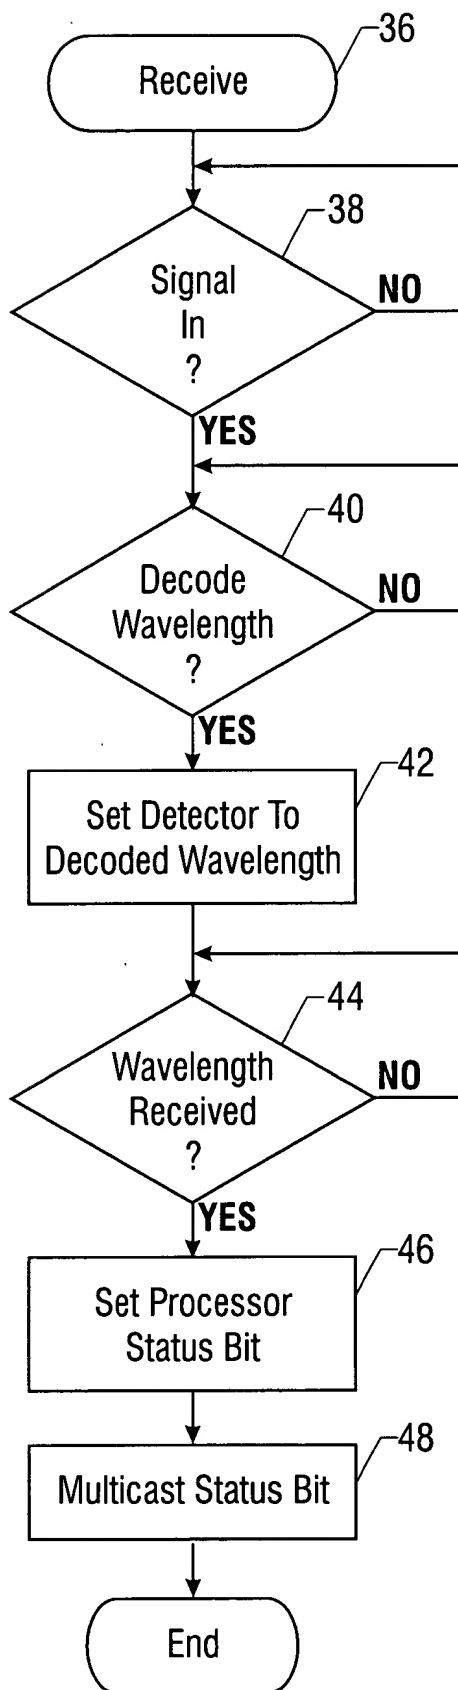 36
Receive
38
Signal
In
?
NO
YES
40
Decode
Wavelength
?
NO
YES
42
Set Detector To
Decoded Wavelength
44
Wavelength
Received
?
NO
YES
46
Set Processor
Status Bit
48
Multicast Status Bit
End